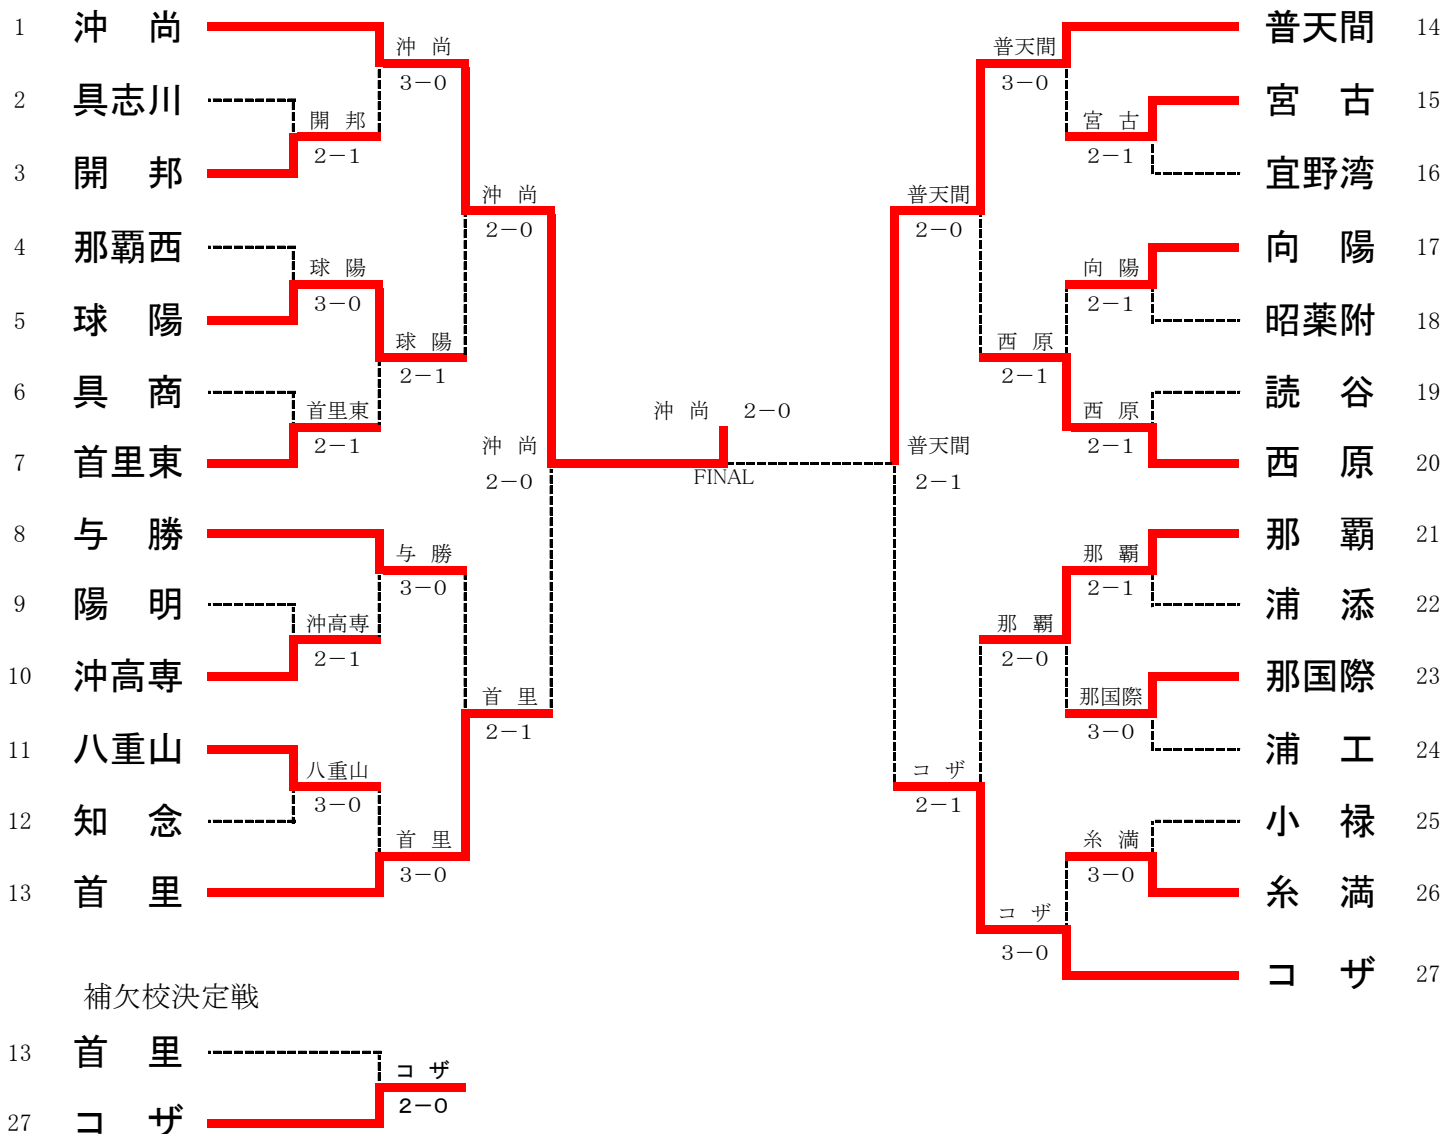 1 沖 尚
2 具志川
3 開 邦
4 那覇西
5 球 陽
6 具 商
7 首里東
8 与 勝
9 陽 明
10 沖高専
11 八重山
12 知 念
13 首 里
開 邦
2-1
球 陽
3-0
首里東
2-1
沖高専
2-1
八重山
3-0
沖 尚
3-0
球 陽
2-1
与 勝
3-0
首 里
3-0
沖 尚
2-0
首 里
2-1
沖 尚
2-0
沖 尚 2-0
FINAL
普天間
2-1
普天間
2-0
コ ザ
2-1
普天間
3-0
西 原
2-1
那 覇
2-0
コ ザ
3-0
宮 古
2-1
向 陽
2-1
西 原
2-1
那 覇
2-1
那国際
3-0
糸 満
3-0
普天間 14
宮 古 15
宜野湾 16
向 陽 17
昭薬附 18
読 谷 19
西 原 20
那 覇 21
浦 添 22
那国際 23
浦 工 24
小 禄 25
糸 満 26
コ ザ 27
補欠校決定戦
13 首 里
27 コ ザ
コ ザ
2-0